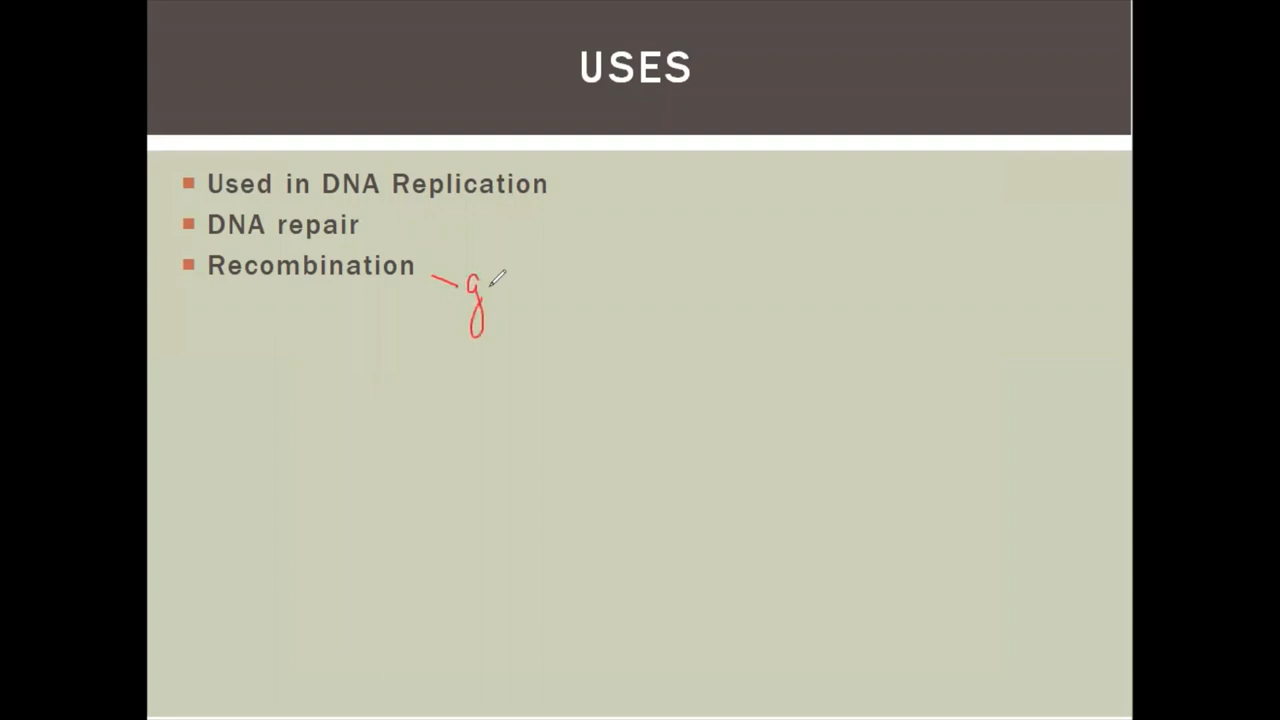 USES
Used in DNA Replication
DNA repair
Recombination
g